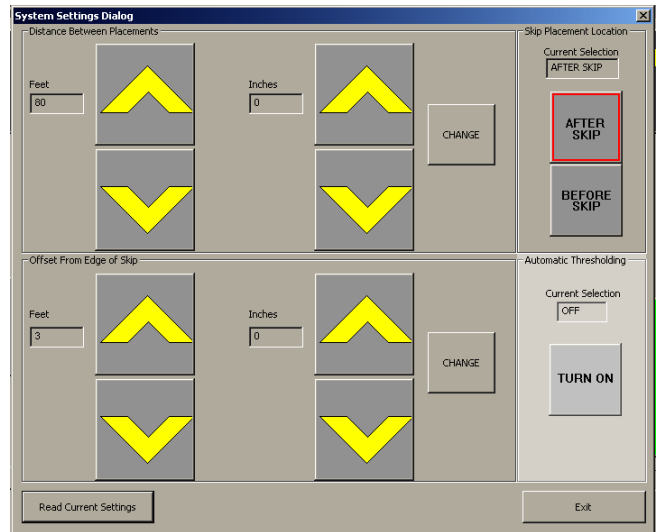 System Settings Dialog
Distance Between Placements
Feet
80
Inches
0
CHANGE
Skip Placement Location
Current Selection
AFTER SKIP
AFTER
SKIP
BEFORE
SKIP
Offset From Edge of Skip
Feet
3
Inches
0
CHANGE
Automatic Thresholding
Current Selection
OFF
TURN ON
Read Current Settings
Exit